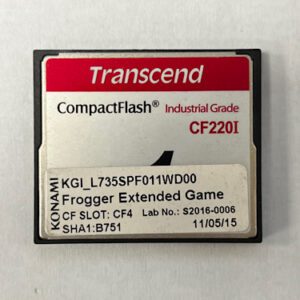 Transcend
CompactFlash® Industrial Grade
CF220I
KONAMI
KGI_L735SPF011WD00
Frogger Extended Game
CF SLOT: CF4 Lab No.: S2016-0006
SHA1:B751 11/05/15